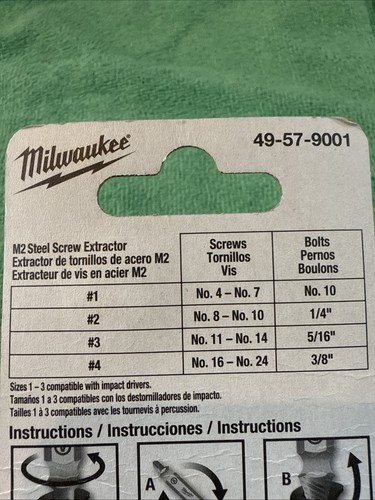 Milwaukee®
49-57-9001
M2 Steel Screw Extractor
Extractor de tornillos de acero M2
Extracteur de vis en acier M2
Screws
Tornillos
Vis
Bolts
Pernos
Boulons
#1 No. 4 – No. 7 No. 10
#2 No. 8 – No. 10 1/4"
#3 No. 11 – No. 14 5/16"
#4 No. 16 – No. 24 3/8"
Sizes 1 – 3 compatible with impact drivers.
Tamaños 1 a 3 compatibles con los destornilladores de impacto.
Tailles 1 à 3 compatibles avec les tournevis à percussion.
Instructions / Instrucciones / Instructions
A
B